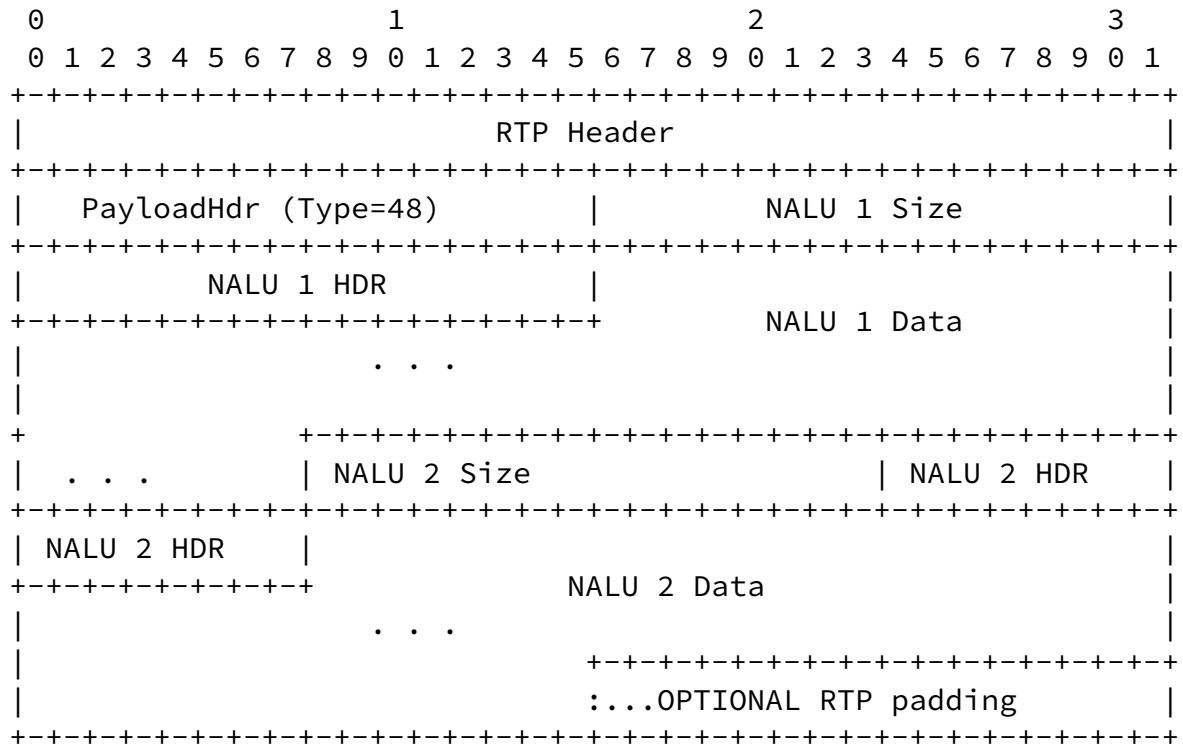 0                   1                   2                   3
 0 1 2 3 4 5 6 7 8 9 0 1 2 3 4 5 6 7 8 9 0 1 2 3 4 5 6 7 8 9 0 1
+-+-+-+-+-+-+-+-+-+-+-+-+-+-+-+-+-+-+-+-+-+-+-+-+-+-+-+-+-+-+-+-+
|                          RTP Header                           |
+-+-+-+-+-+-+-+-+-+-+-+-+-+-+-+-+-+-+-+-+-+-+-+-+-+-+-+-+-+-+-+-+
|   PayloadHdr (Type=48)        |         NALU 1 Size           |
+-+-+-+-+-+-+-+-+-+-+-+-+-+-+-+-+-+-+-+-+-+-+-+-+-+-+-+-+-+-+-+-+
|          NALU 1 HDR           |                               |
+-+-+-+-+-+-+-+-+-+-+-+-+-+-+-+-+         NALU 1 Data           |
|                   . . .                                       |
|                                                               |
+               +-+-+-+-+-+-+-+-+-+-+-+-+-+-+-+-+-+-+-+-+-+-+-+-+
|  . . .        | NALU 2 Size                   | NALU 2 HDR    |
+-+-+-+-+-+-+-+-+-+-+-+-+-+-+-+-+-+-+-+-+-+-+-+-+-+-+-+-+-+-+-+-+
| NALU 2 HDR    |                                               |
+-+-+-+-+-+-+-+-+              NALU 2 Data                      |
|                   . . .                                       |
|                               +-+-+-+-+-+-+-+-+-+-+-+-+-+-+-+-+
|                               :...OPTIONAL RTP padding        |
+-+-+-+-+-+-+-+-+-+-+-+-+-+-+-+-+-+-+-+-+-+-+-+-+-+-+-+-+-+-+-+-+